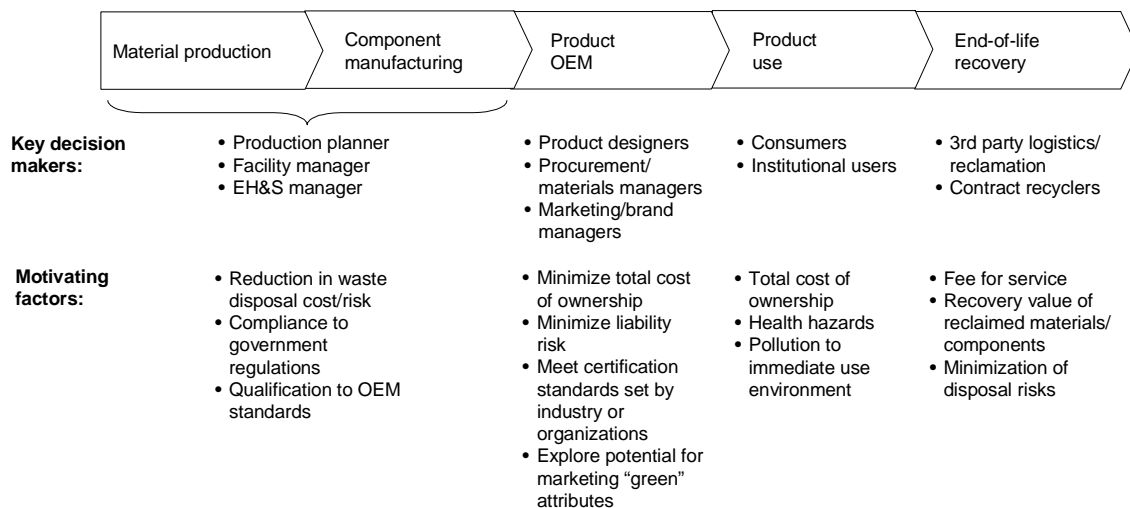 Material production
Component
manufacturing
Product
OEM
Product
use
End-of-life
recovery
Key decision
makers:
• Production planner
• Facility manager
• EH&S manager
• Product designers
• Procurement/
materials managers
• Marketing/brand
managers
• Consumers
• Institutional users
• 3rd party logistics/
reclamation
• Contract recyclers
Motivating
factors:
• Reduction in waste
disposal cost/risk
• Compliance to
government
regulations
• Qualification to OEM
standards
• Minimize total cost
of ownership
• Minimize liability
risk
• Meet certification
standards set by
industry or
organizations
• Explore potential for
marketing “green”
attributes
• Total cost of
ownership
• Health hazards
• Pollution to
immediate use
environment
• Fee for service
• Recovery value of
reclaimed materials/
components
• Minimization of
disposal risks